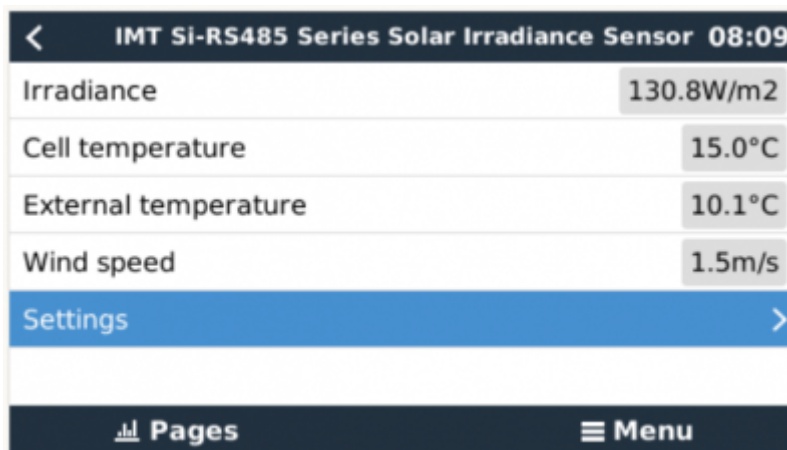 IMT Si-RS485 Series Solar Irradiance Sensor 08:09
Irradiance 130.8W/m2
Cell temperature 15.0°C
External temperature 10.1°C
Wind speed 1.5m/s
Settings
Pages Menu